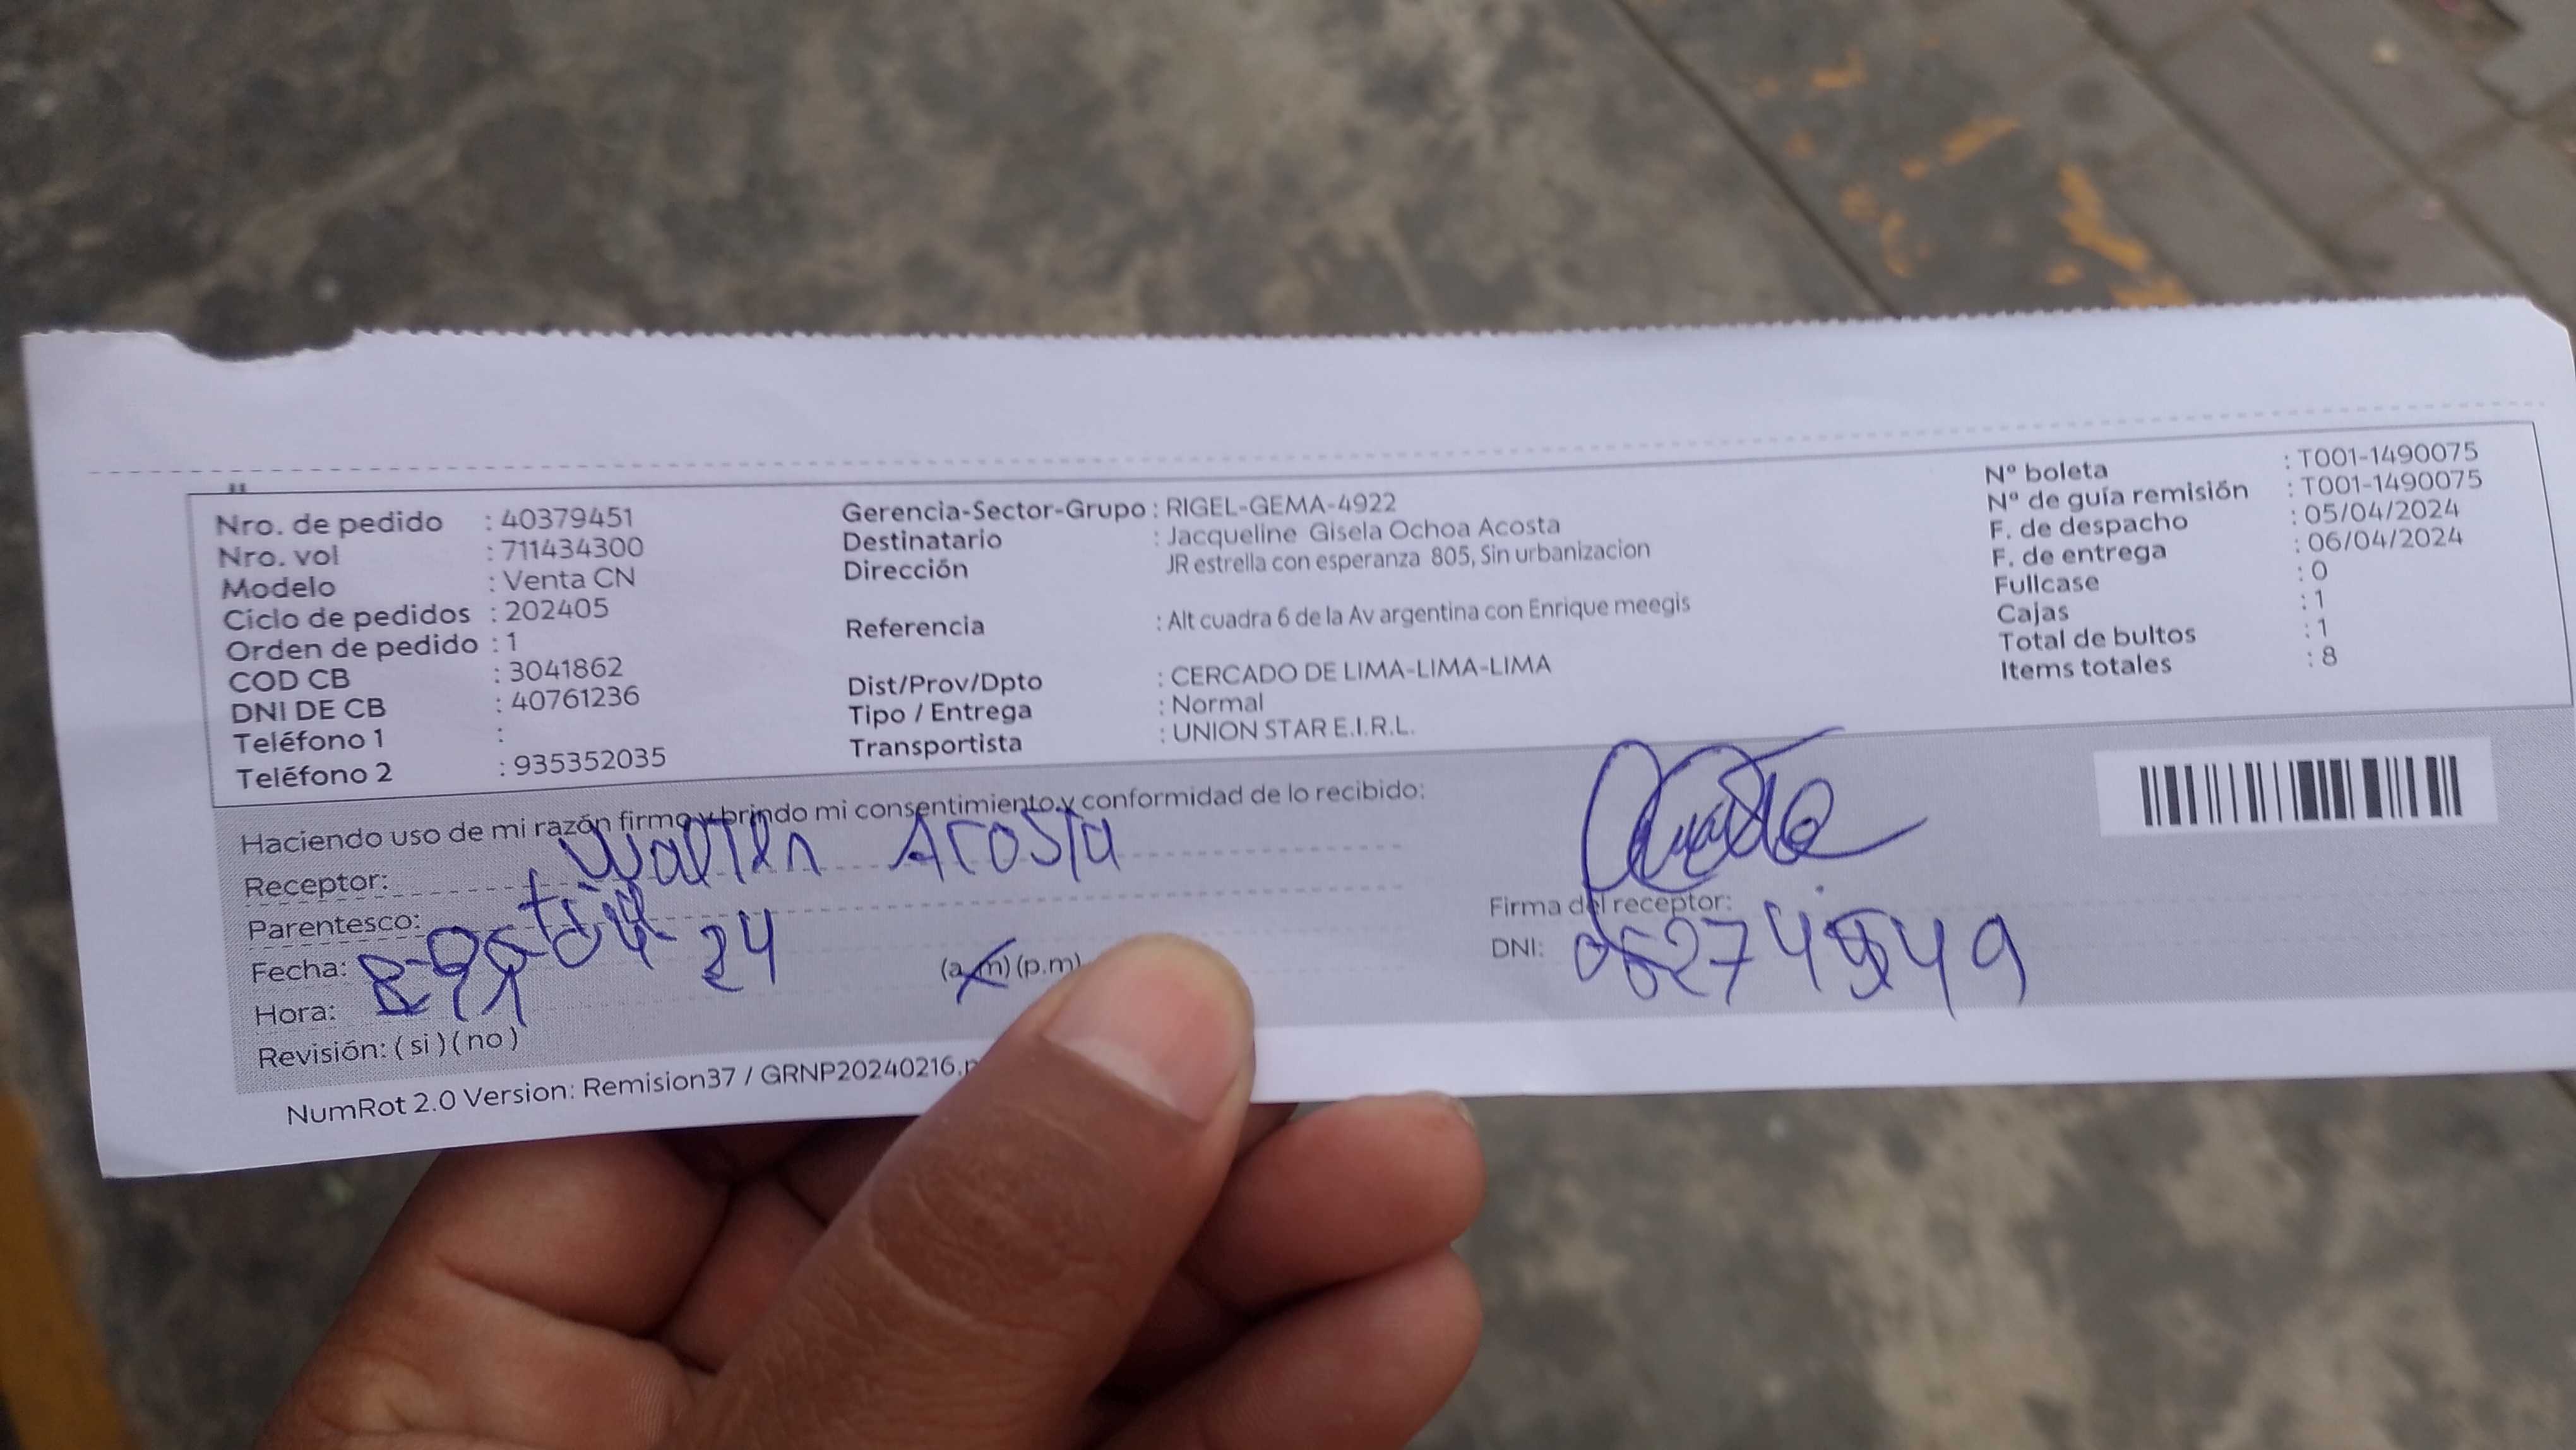 Nro. de pedido : 40379451
Nro. vol : 711434300
Modelo : Venta CN
Ciclo de pedidos : 202405
Orden de pedido : 1
COD CB : 3041862
DNI DE CB : 40761236
Teléfono 1 :
Teléfono 2 : 935352035
Gerencia-Sector-Grupo : RIGEL-GEMA-4922
Destinatario : Jacqueline Gisela Ochoa Acosta
Dirección JR estrella con esperanza 805, Sin urbanizacion
Referencia : Alt cuadra 6 de la Av argentina con Enrique meegis
Dist/Prov/Dpto : CERCADO DE LIMA-LIMA-LIMA
Tipo / Entrega : Normal
Transportista : UNION STAR E.I.R.L.
Nº boleta : T001-1490075
Nº de guía remisión : T001-1490075
F. de despacho : 05/04/2024
F. de entrega : 06/04/2024
Fullcase : 0
Cajas : 1
Total de bultos : 1
Items totales : 8
Haciendo uso de mi razón firmo y brindo mi consentimiento y conformidad de lo recibido:
Receptor: Walter Acosta
Parentesco:
Fecha: 24
Hora: (a.m) (p.m)
Revisión: (si) (no)
Firma del receptor:
DNI:
NumRot 2.0 Version: Remision37 / GRNP20240216.